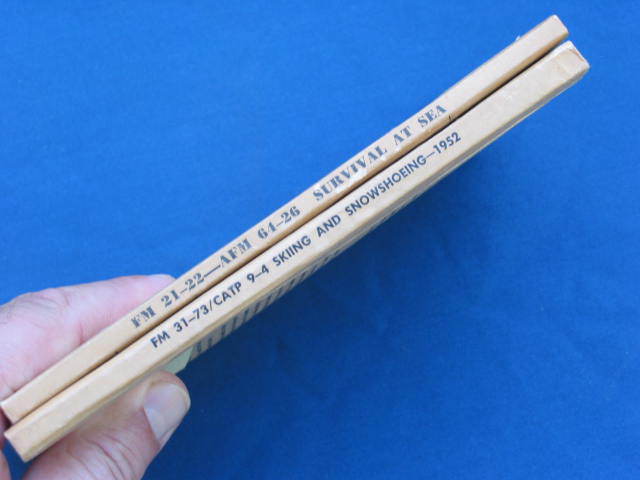 FM 21-22—AFM 64-26 SURVIVAL AT SEA
FM 31-73/CATP 9-4 SKIING AND SNOWSHOEING—1952